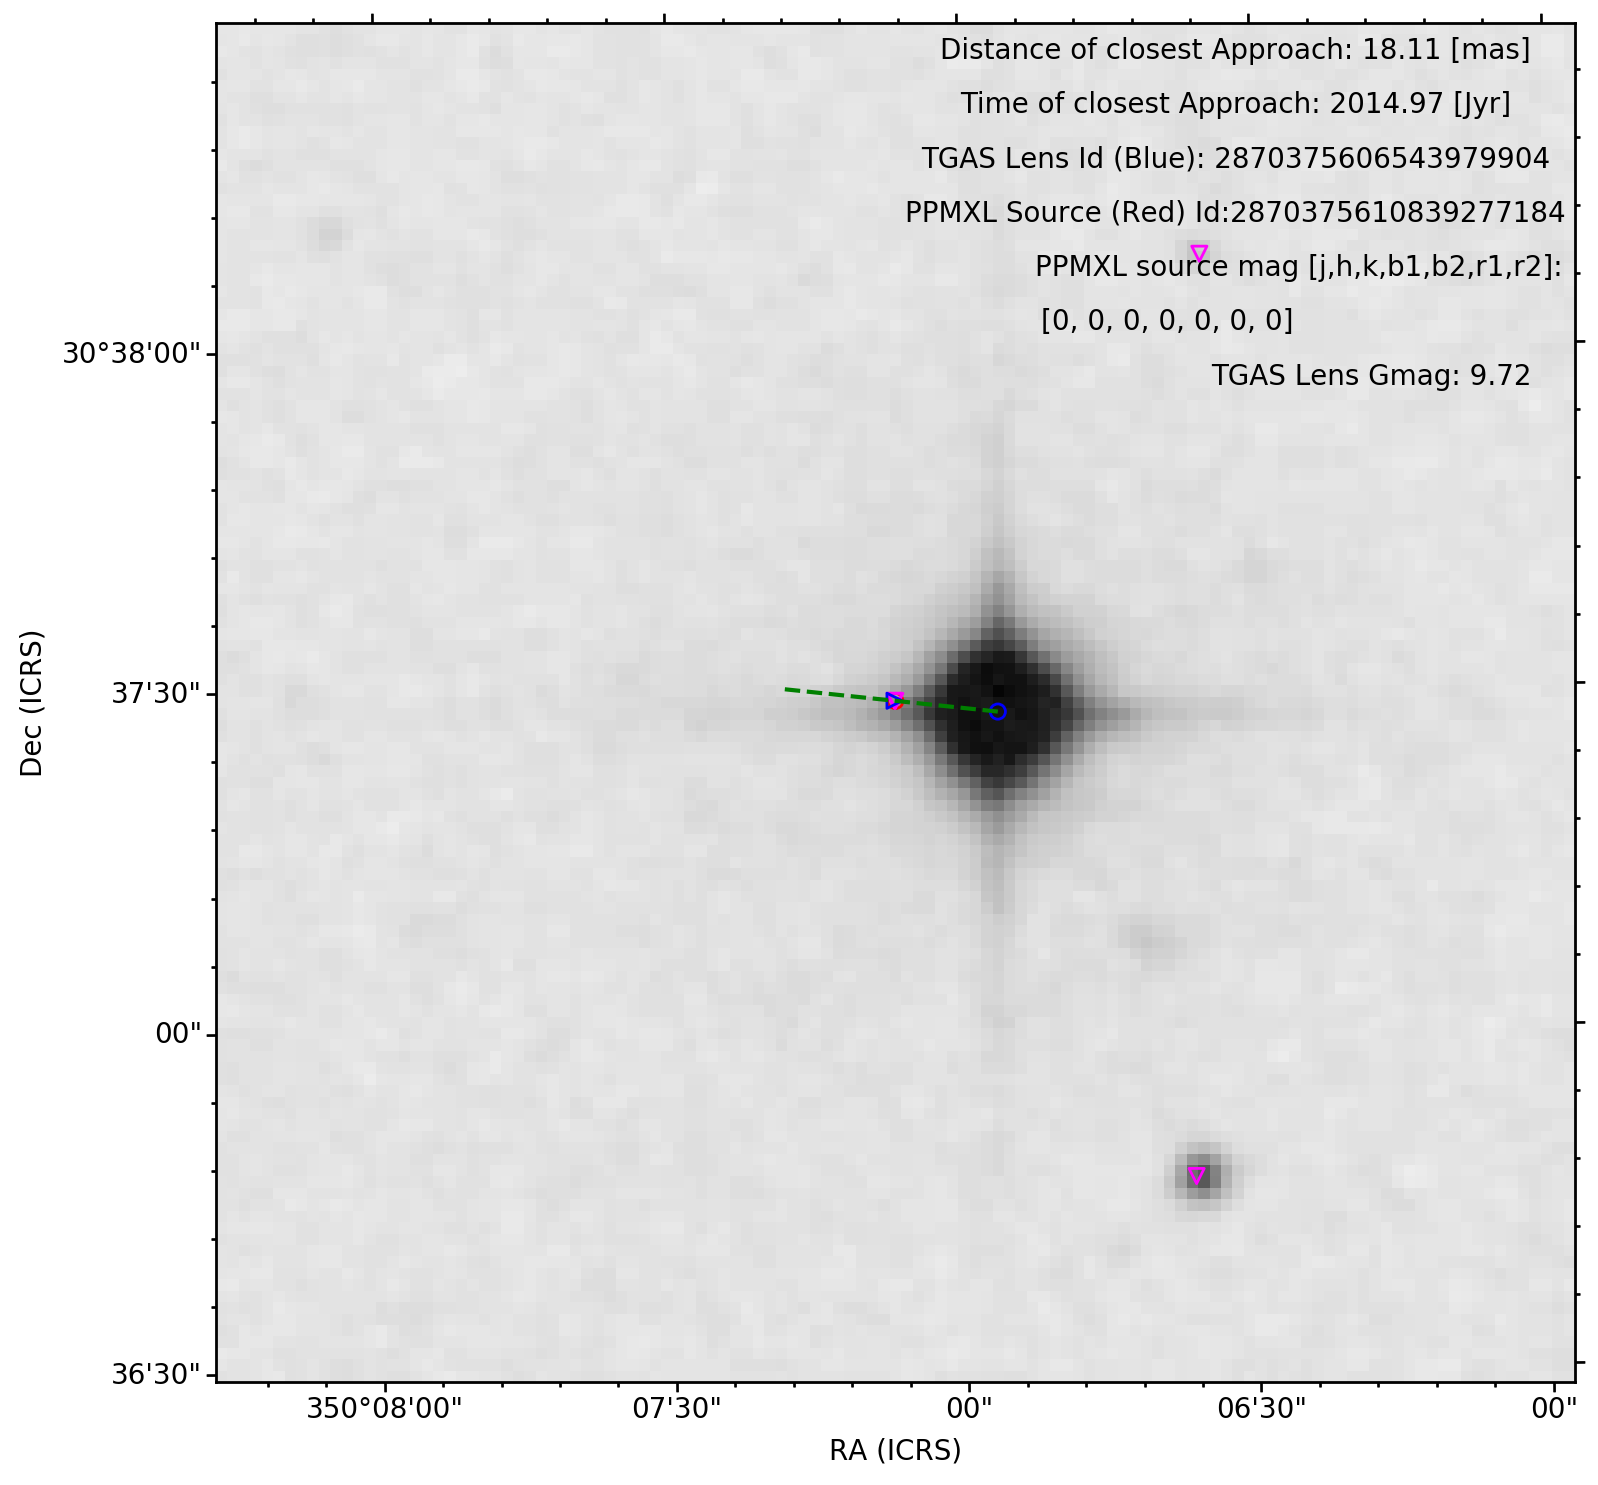 Distance of closest Approach: 18.11 [mas]
Time of closest Approach: 2014.97 [Jyr]
TGAS Lens Id (Blue): 2870375606543979904
PPMXL Source (Red) Id:2870375610839277184
PPMXL source mag [j,h,k,b1,b2,r1,r2]:
[0, 0, 0, 0, 0, 0, 0]
TGAS Lens Gmag: 9.72
30°38'00"
37'30"
00"
36'30"
Dec (ICRS)
350°08'00"
07'30"
00"
06'30"
00"
RA (ICRS)